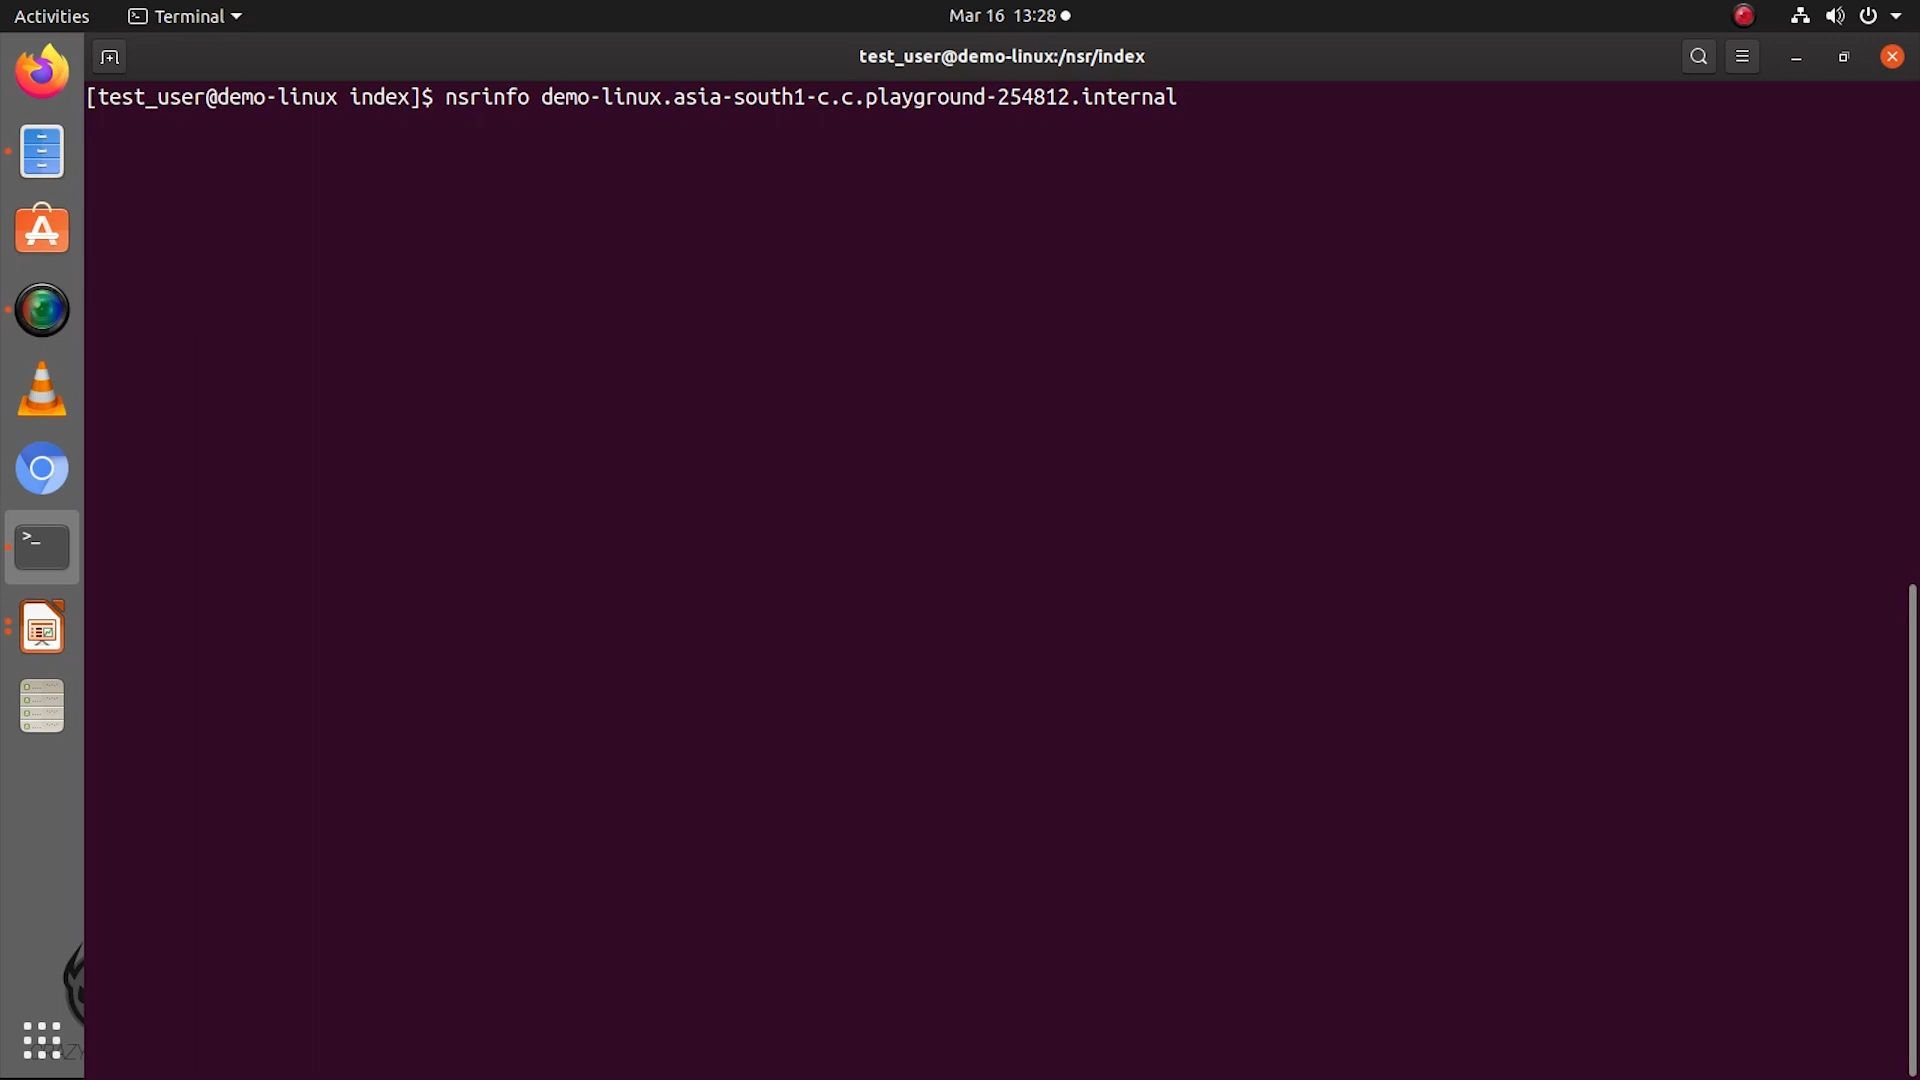 Activities
Terminal
Mar 16 13:28
test_user@demo-linux:/nsr/index
[test_user@demo-linux index]$ nsrinfo demo-linux.asia-south1-c.c.playground-254812.internal